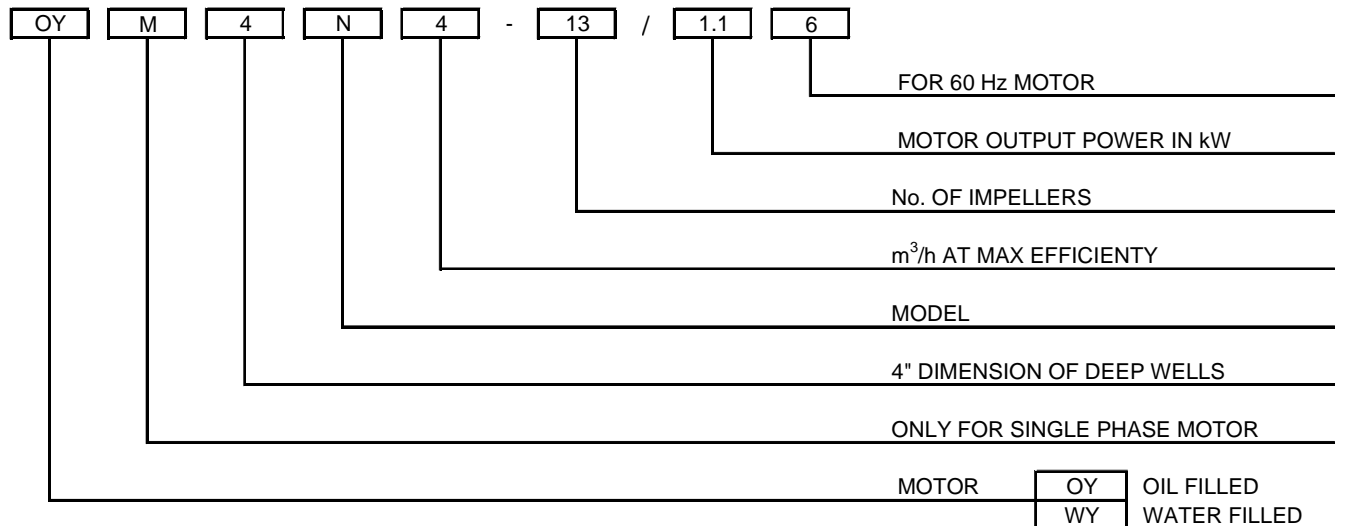 OY M 4 N 4 - 13 / 1.1 6
FOR 60 Hz MOTOR
MOTOR OUTPUT POWER IN kW
No. OF IMPELLERS
m³/h AT MAX EFFICIENTY
MODEL
4" DIMENSION OF DEEP WELLS
ONLY FOR SINGLE PHASE MOTOR
MOTOR OY OIL FILLED
WY WATER FILLED